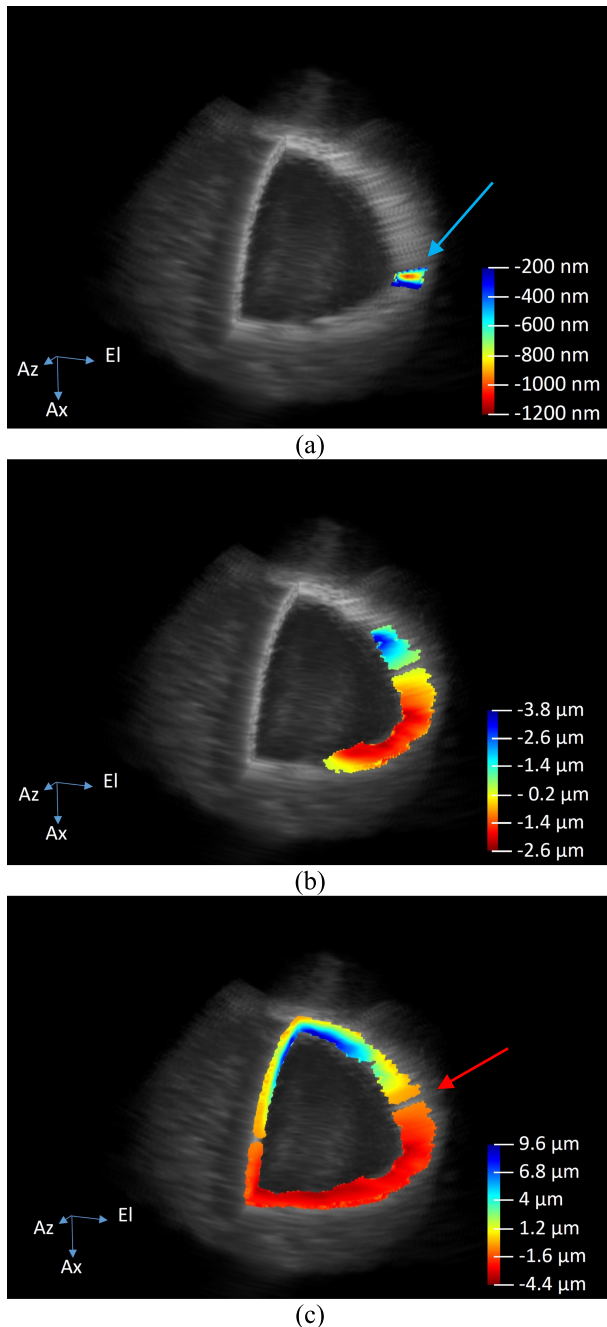 -200 nm
-400 nm
-600 nm
-800 nm
-1000 nm
-1200 nm
Az
El
Ax
(a)
-3.8 µm
-2.6 µm
-1.4 µm
-0.2 µm
-1.4 µm
-2.6 µm
Az
El
Ax
(b)
9.6 µm
6.8 µm
4 µm
1.2 µm
-1.6 µm
-4.4 µm
Az
El
Ax
(c)